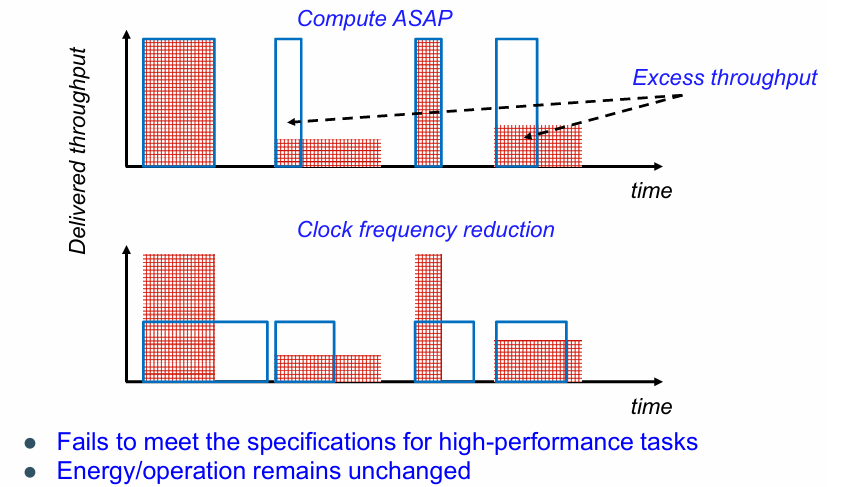 Compute ASAP
Delivered throughput
Excess throughput
time
Clock frequency reduction
time
● Fails to meet the specifications for high-performance tasks
● Energy/operation remains unchanged